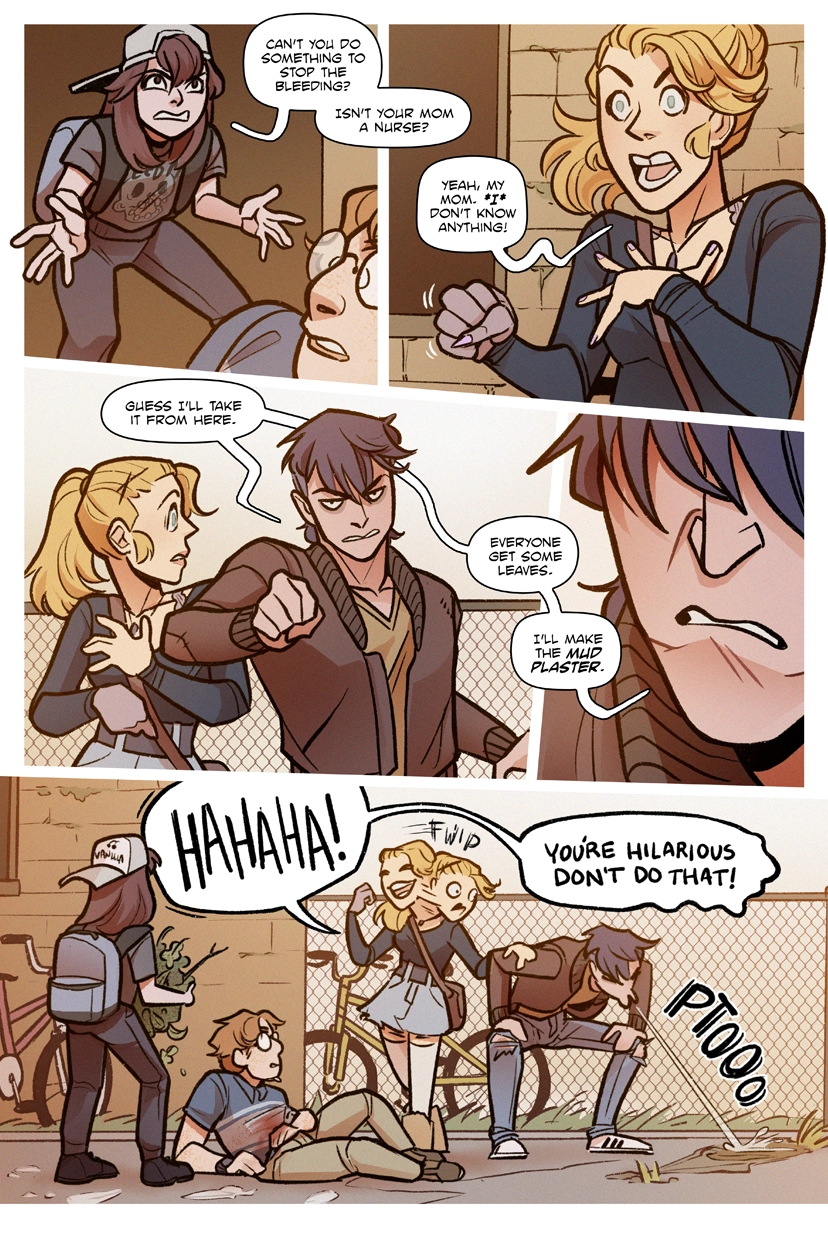 CAN'T YOU DO
SOMETHING TO
STOP THE
BLEEDING?
ISN'T YOUR MOM
A NURSE?
YEAH, MY
MOM. *I*
DON'T KNOW
ANYTHING!
GUESS I'LL TAKE
IT FROM HERE.
EVERYONE
GET SOME
LEAVES.
I'LL MAKE
THE MUD
PLASTER.
HAHAHA!
FWIP
YOU'RE HILARIOUS
DON'T DO THAT!
VANILLA
PTOOO